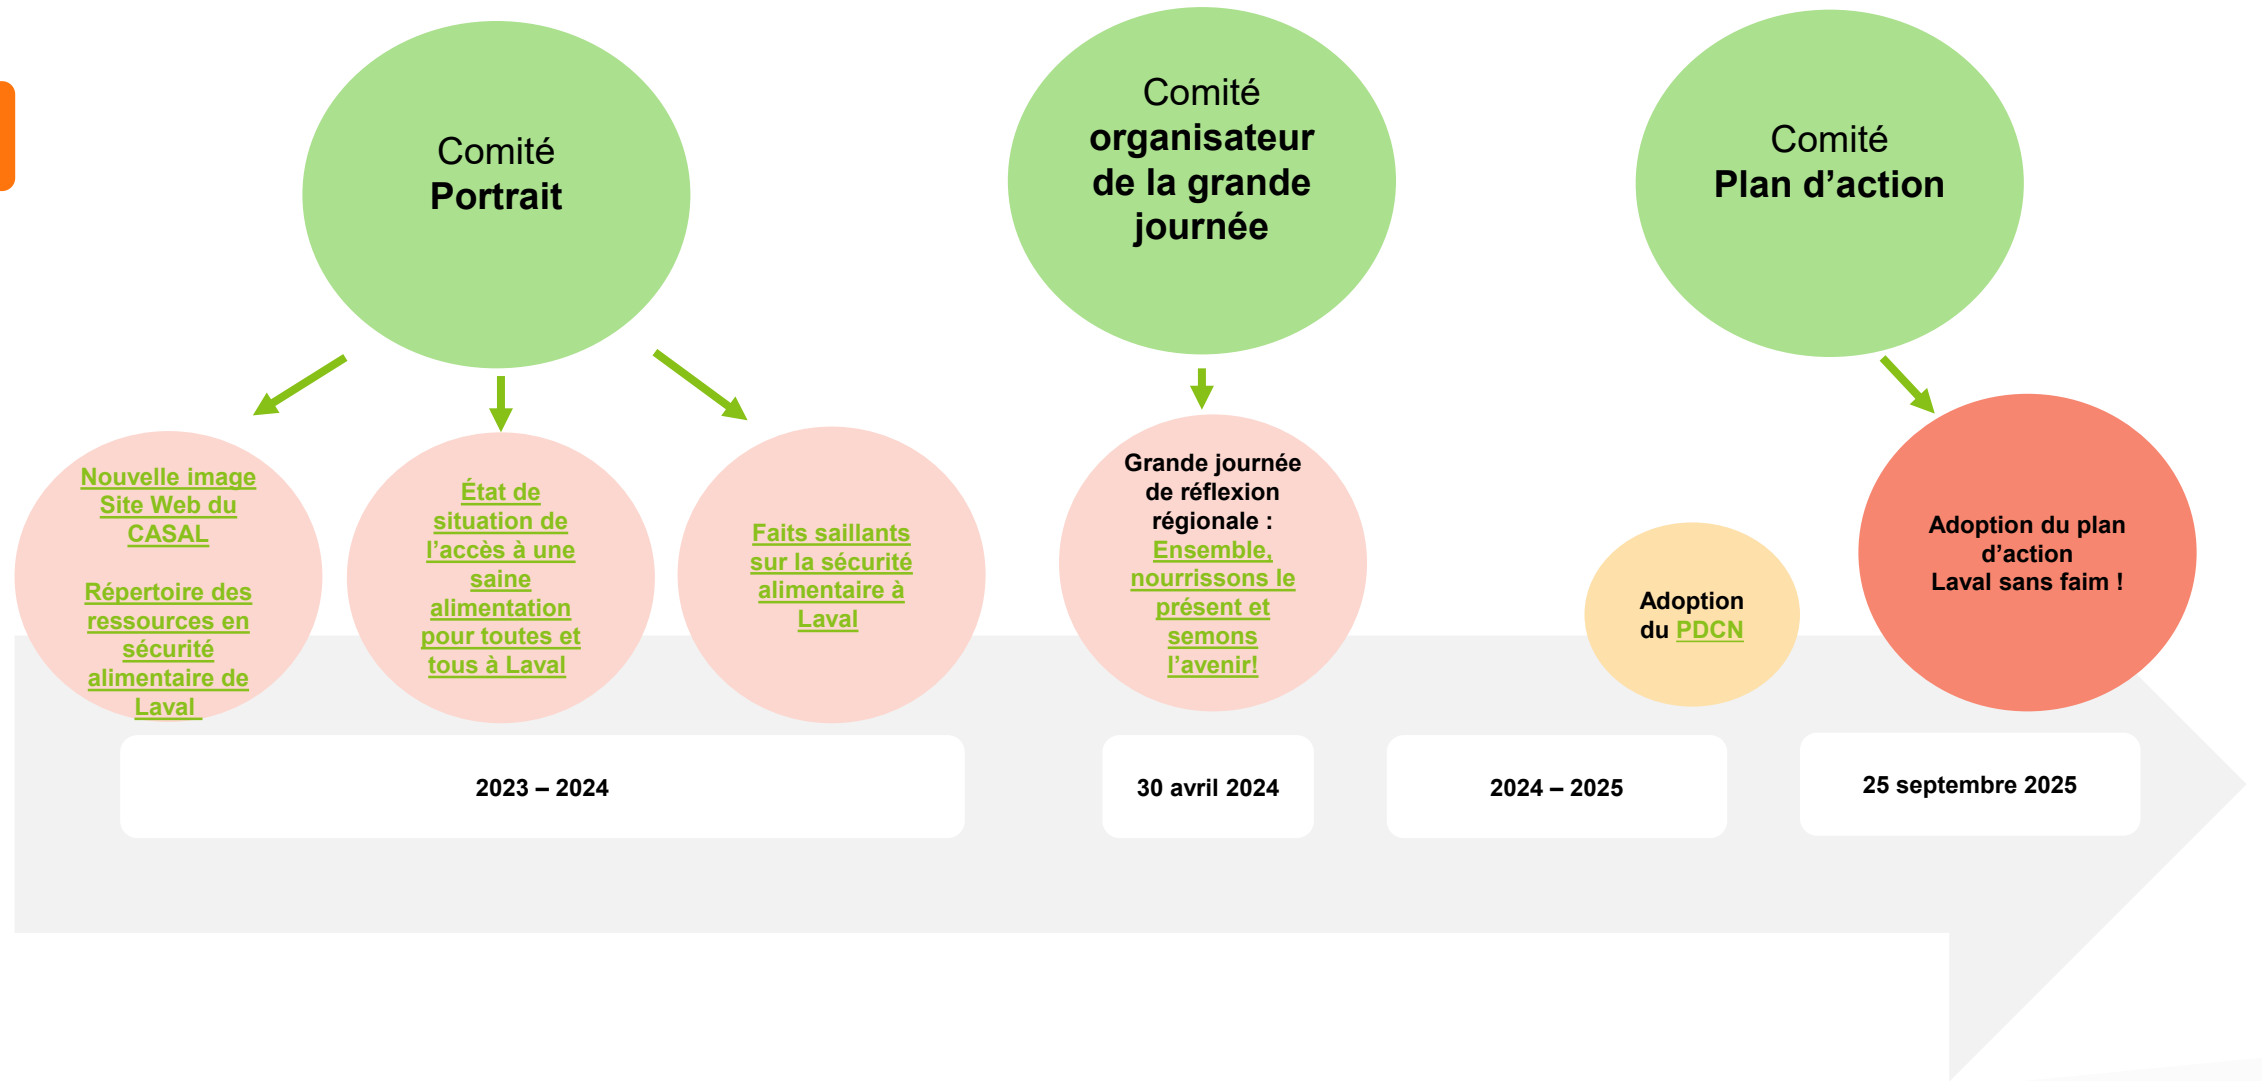 Comité
Portrait
Comité
organisateur
de la grande
journée
Comité
Plan d’action
Nouvelle image
Site Web du
CASAL
Répertoire des
ressources en
sécurité
alimentaire de
Laval
État de
situation de
l’accès à une
saine
alimentation
pour toutes et
tous à Laval
Faits saillants
sur la sécurité
alimentaire à
Laval
Grande journée
de réflexion
régionale :
Ensemble,
nourrissons le
présent et
semons
l’avenir!
Adoption
du PDCN
Adoption du plan
d’action
Laval sans faim !
2023 – 2024
30 avril 2024
2024 – 2025
25 septembre 2025